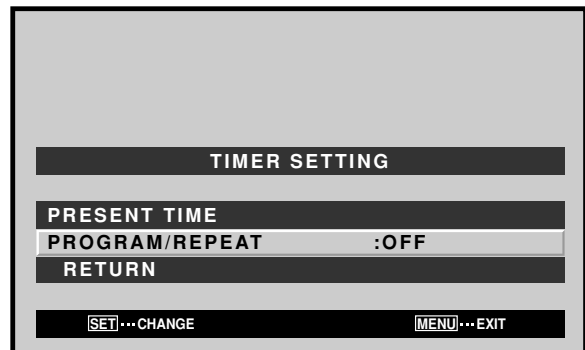 TIMER SETTING
PRESENT TIME
PROGRAM/REPEAT :OFF
RETURN
SET···CHANGE MENU···EXIT